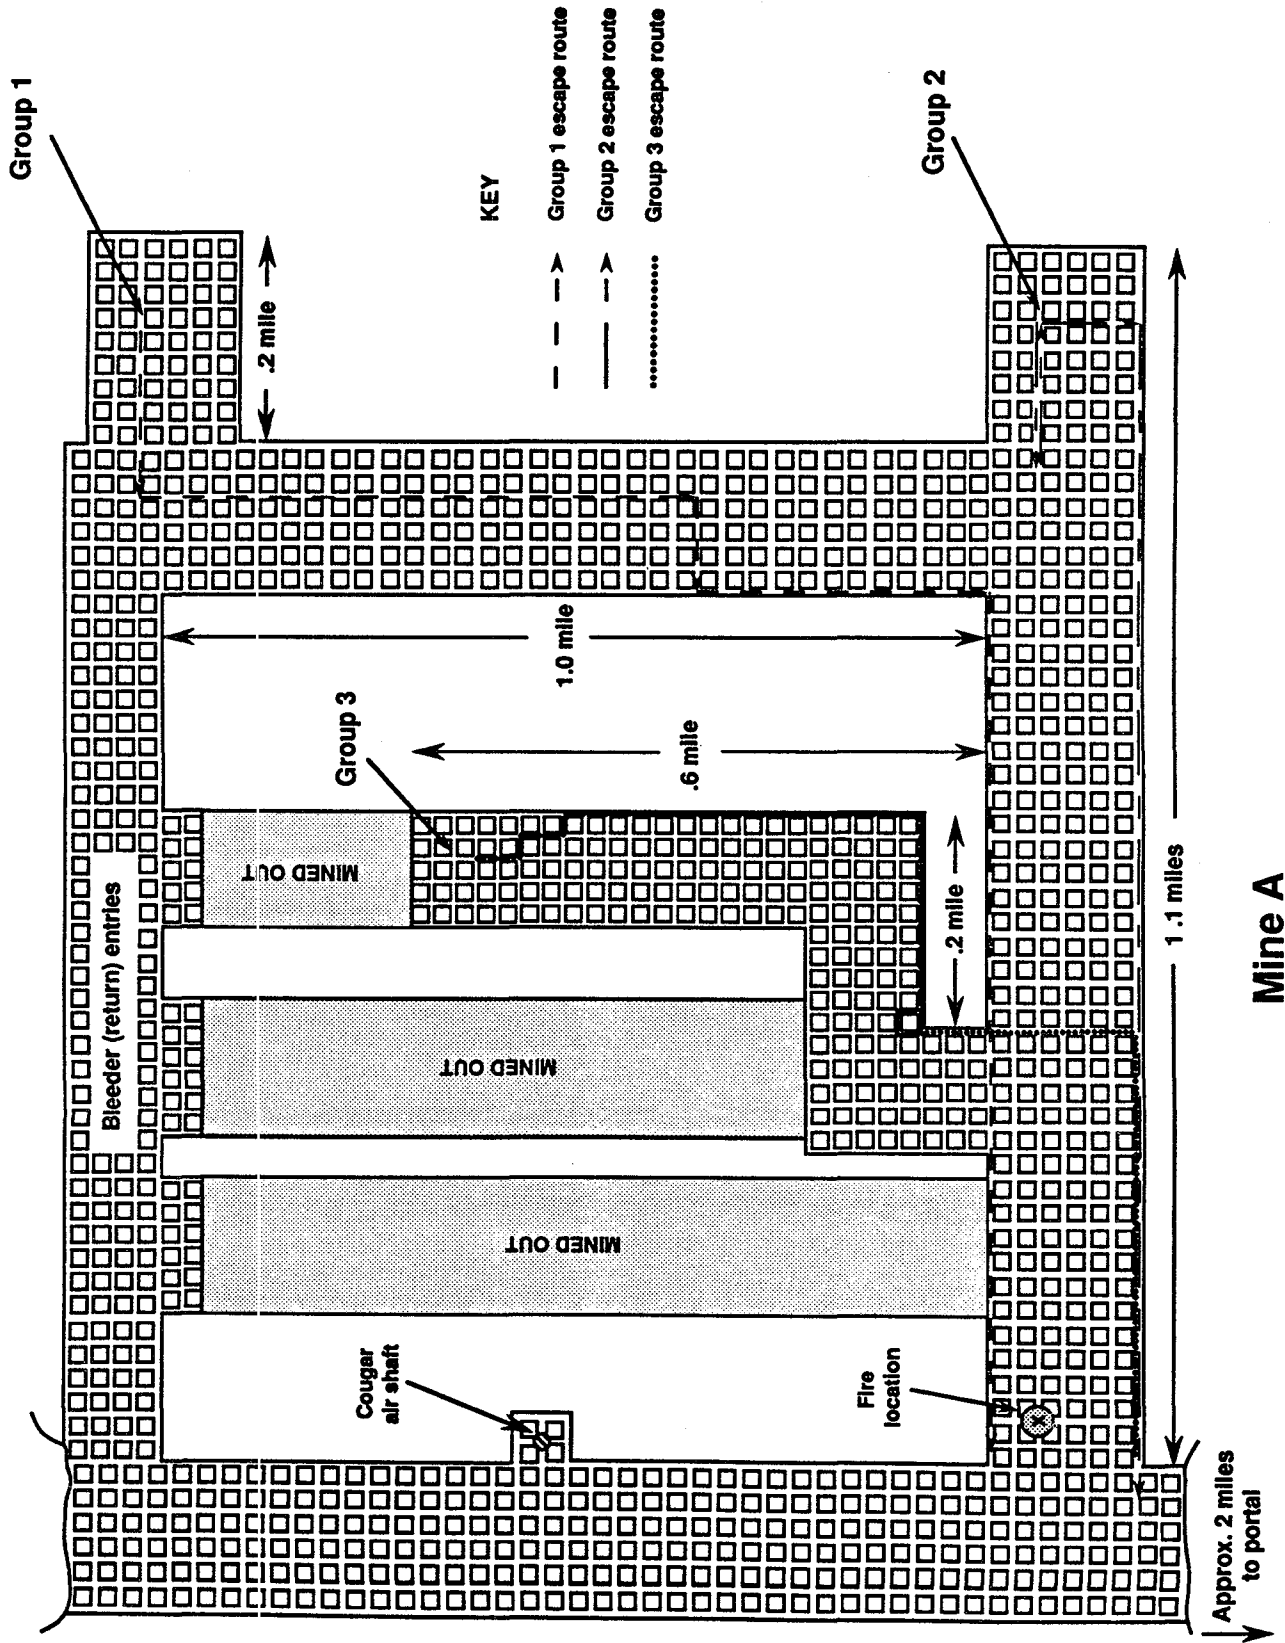 Group 1
KEY
Group 1 escape route
Group 2 escape route
Group 3 escape route
Group 2
.2 mile
Bleeder (return) entries
MINED OUT
Group 3
1.0 mile
.6 mile
MINED OUT
MINED OUT
.2 mile
Cougar
air shaft
Fire
location
X
1.1 miles
Approx. 2 miles
to portal
Mine A